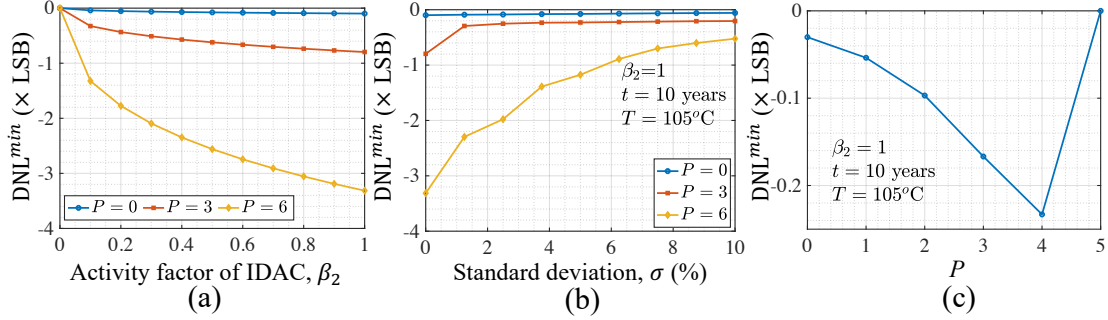 0
-1
-2
-3
-4
DNL^min (× LSB)
P = 0 P = 3 P = 6
0 0.2 0.4 0.6 0.8 1
Activity factor of IDAC, β₂
(a)
0
-1
-2
-3
-4
DNL^min (× LSB)
β₂=1
t = 10 years
T = 105°C
P = 0
P = 3
P = 6
0 2 4 6 8 10
Standard deviation, σ (%)
(b)
0
-0.1
-0.2
DNL^min (× LSB)
β₂ = 1
t = 10 years
T = 105°C
0 1 2 3 4 5
P
(c)